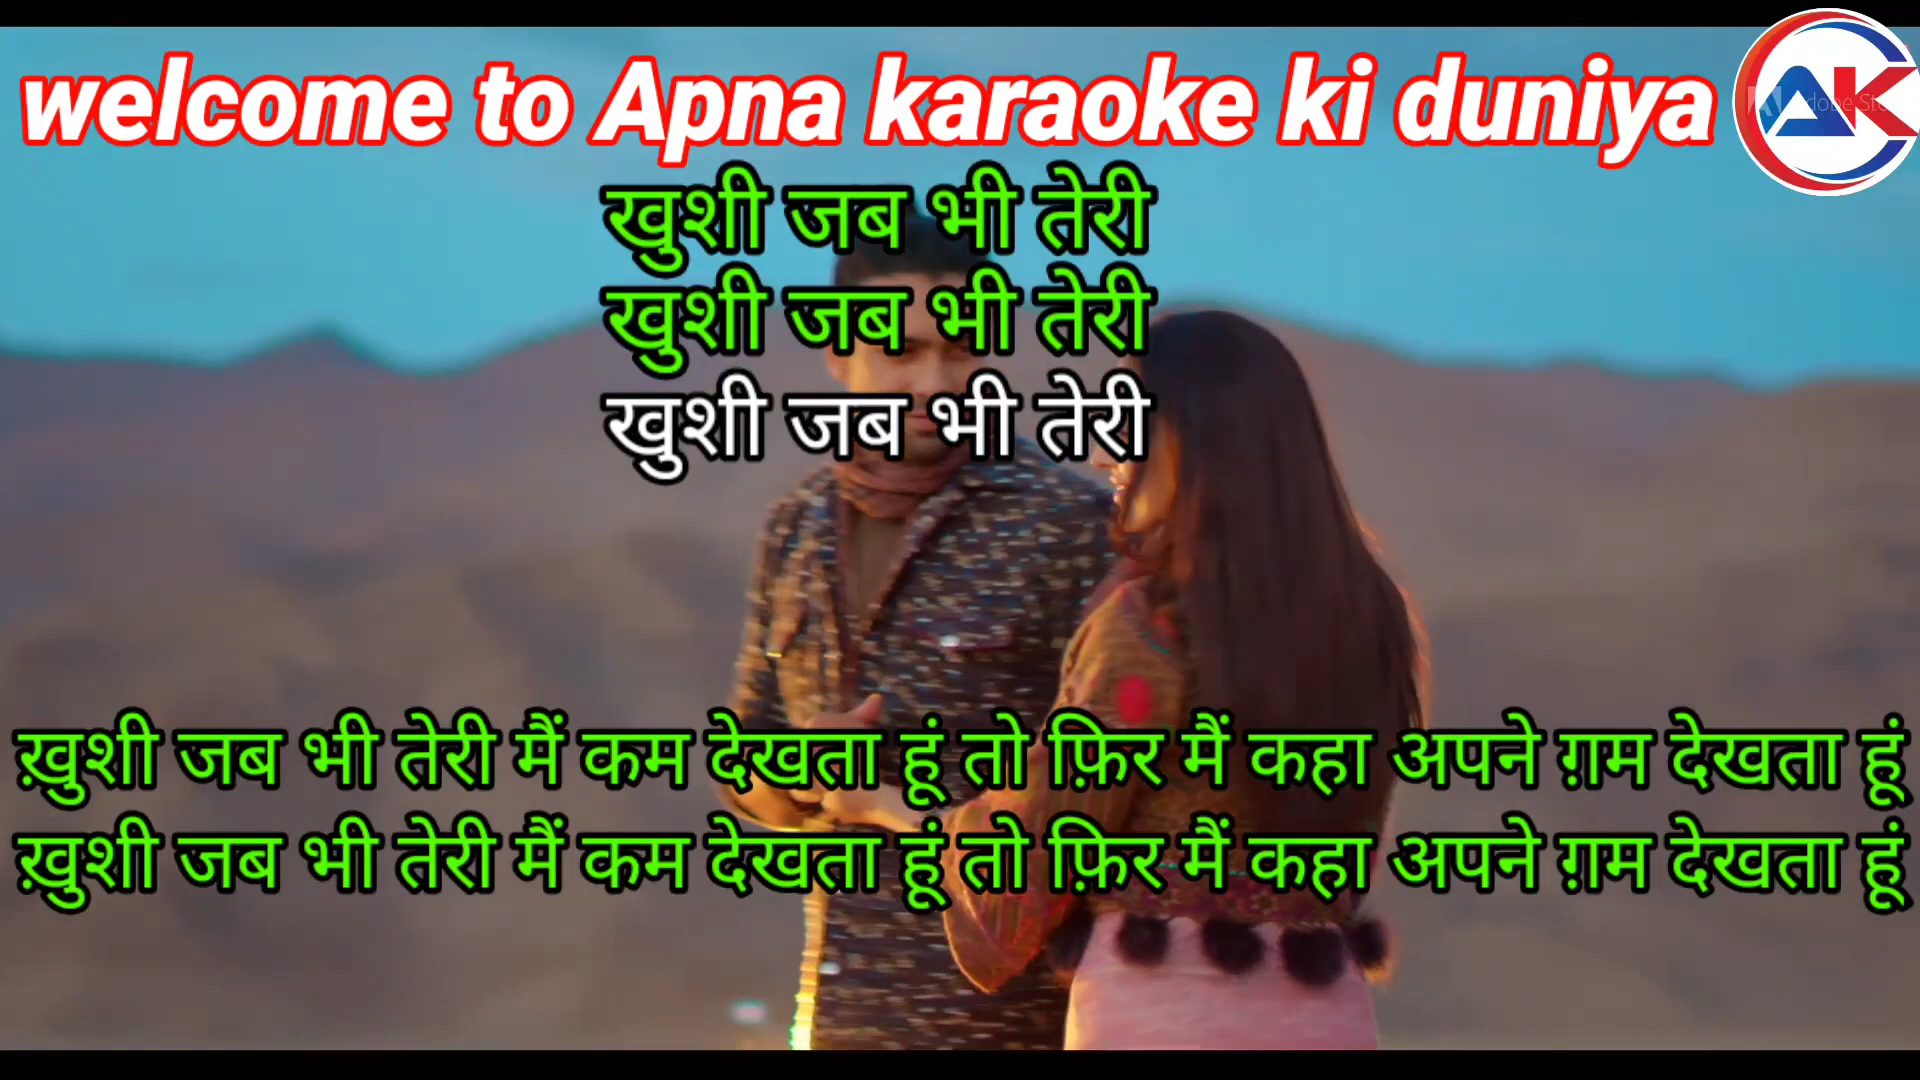 welcome to Apna karaoke ki duniya
AK
खुशी जब भी तेरी
खुशी जब भी तेरी
खुशी जब भी तेरी
ख़ुशी जब भी तेरी मैं कम देखता हूं तो फ़िर मैं कहा अपने ग़म देखता हूं
ख़ुशी जब भी तेरी मैं कम देखता हूं तो फ़िर मैं कहा अपने ग़म देखता हूं